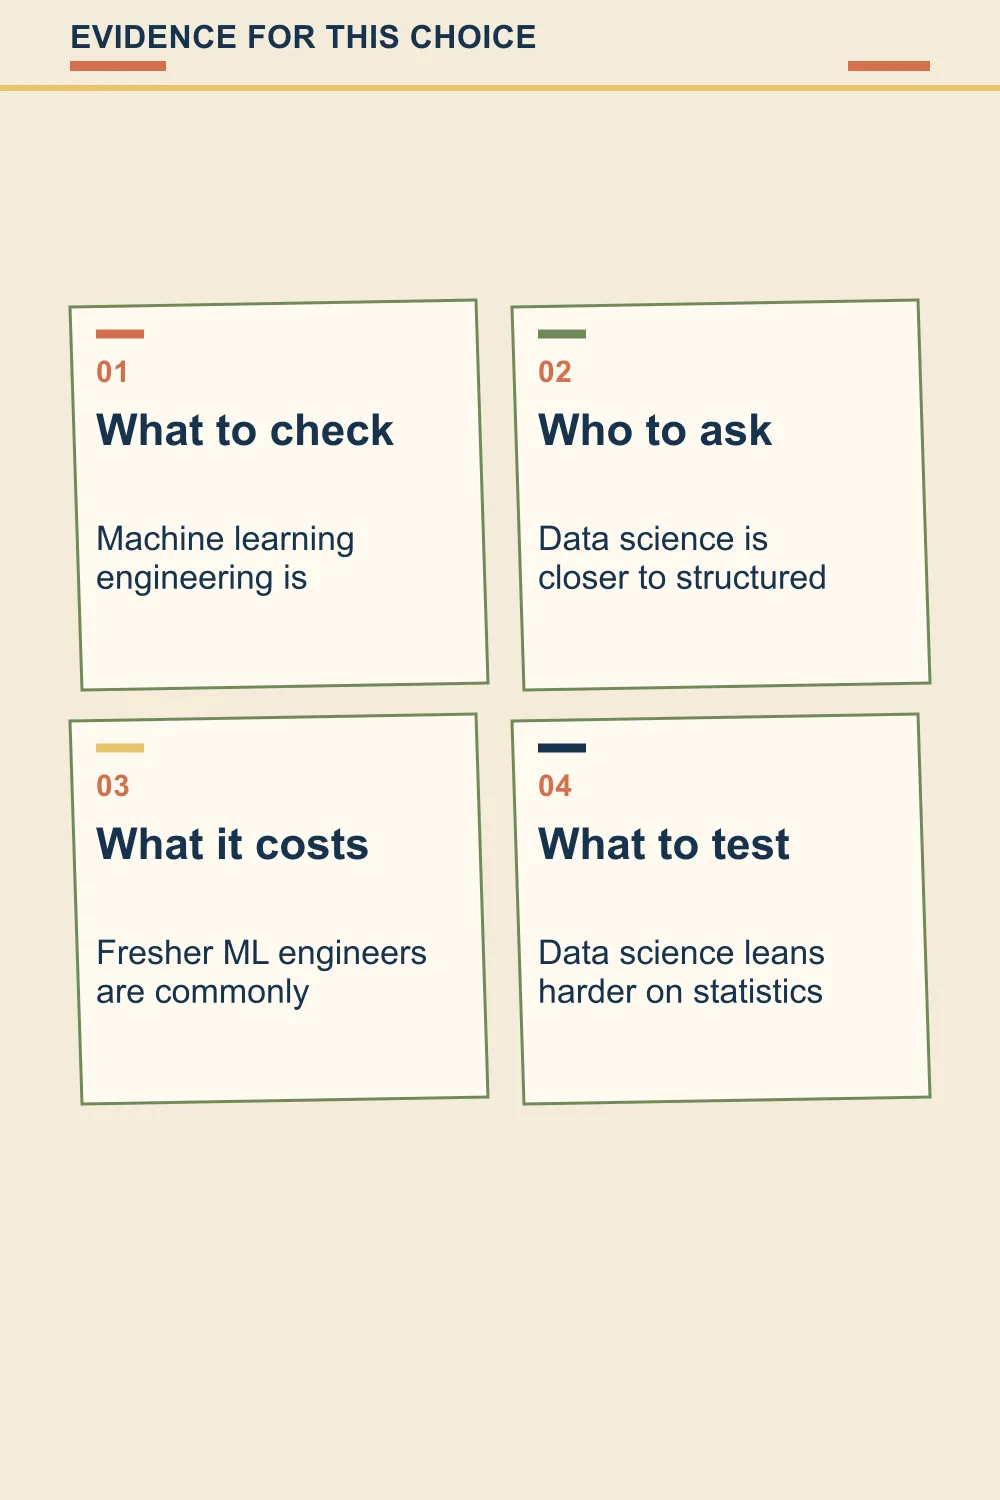 EVIDENCE FOR THIS CHOICE
01
What to check
Machine learning
engineering is
02
Who to ask
Data science is
closer to structured
03
What it costs
Fresher ML engineers
are commonly
04
What to test
Data science leans
harder on statistics